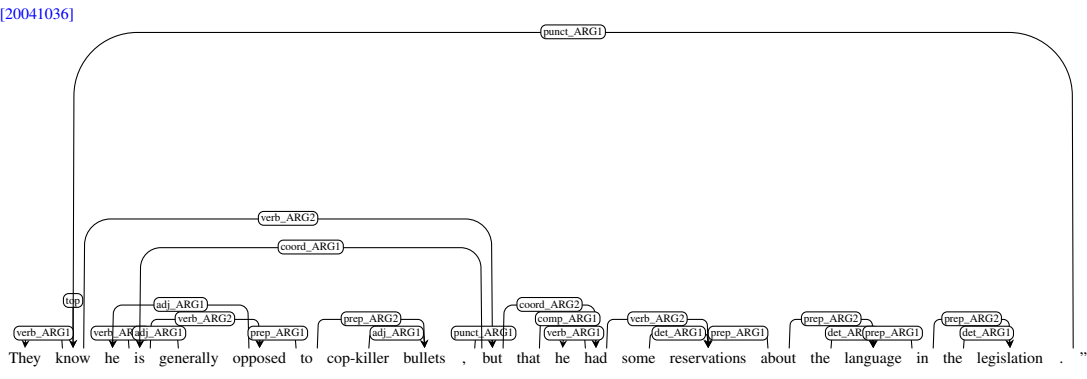 [20041036]
punct_ARG1
verb_ARG2
coord_ARG1
top adj_ARG1 coord_ARG2
verb_ARG2 prep_ARG2 comp_ARG1 verb_ARG2 prep_ARG2 prep_ARG2
verb_ARG1 adj_ARG1 prep_ARG1 adj_ARG1 punct_ARG1 verb_ARG1 det_ARG1 prep_ARG1 prep_ARG1 det_ARG1
They know he is generally opposed to cop-killer bullets , but that he had some reservations about the language in the legislation . ”